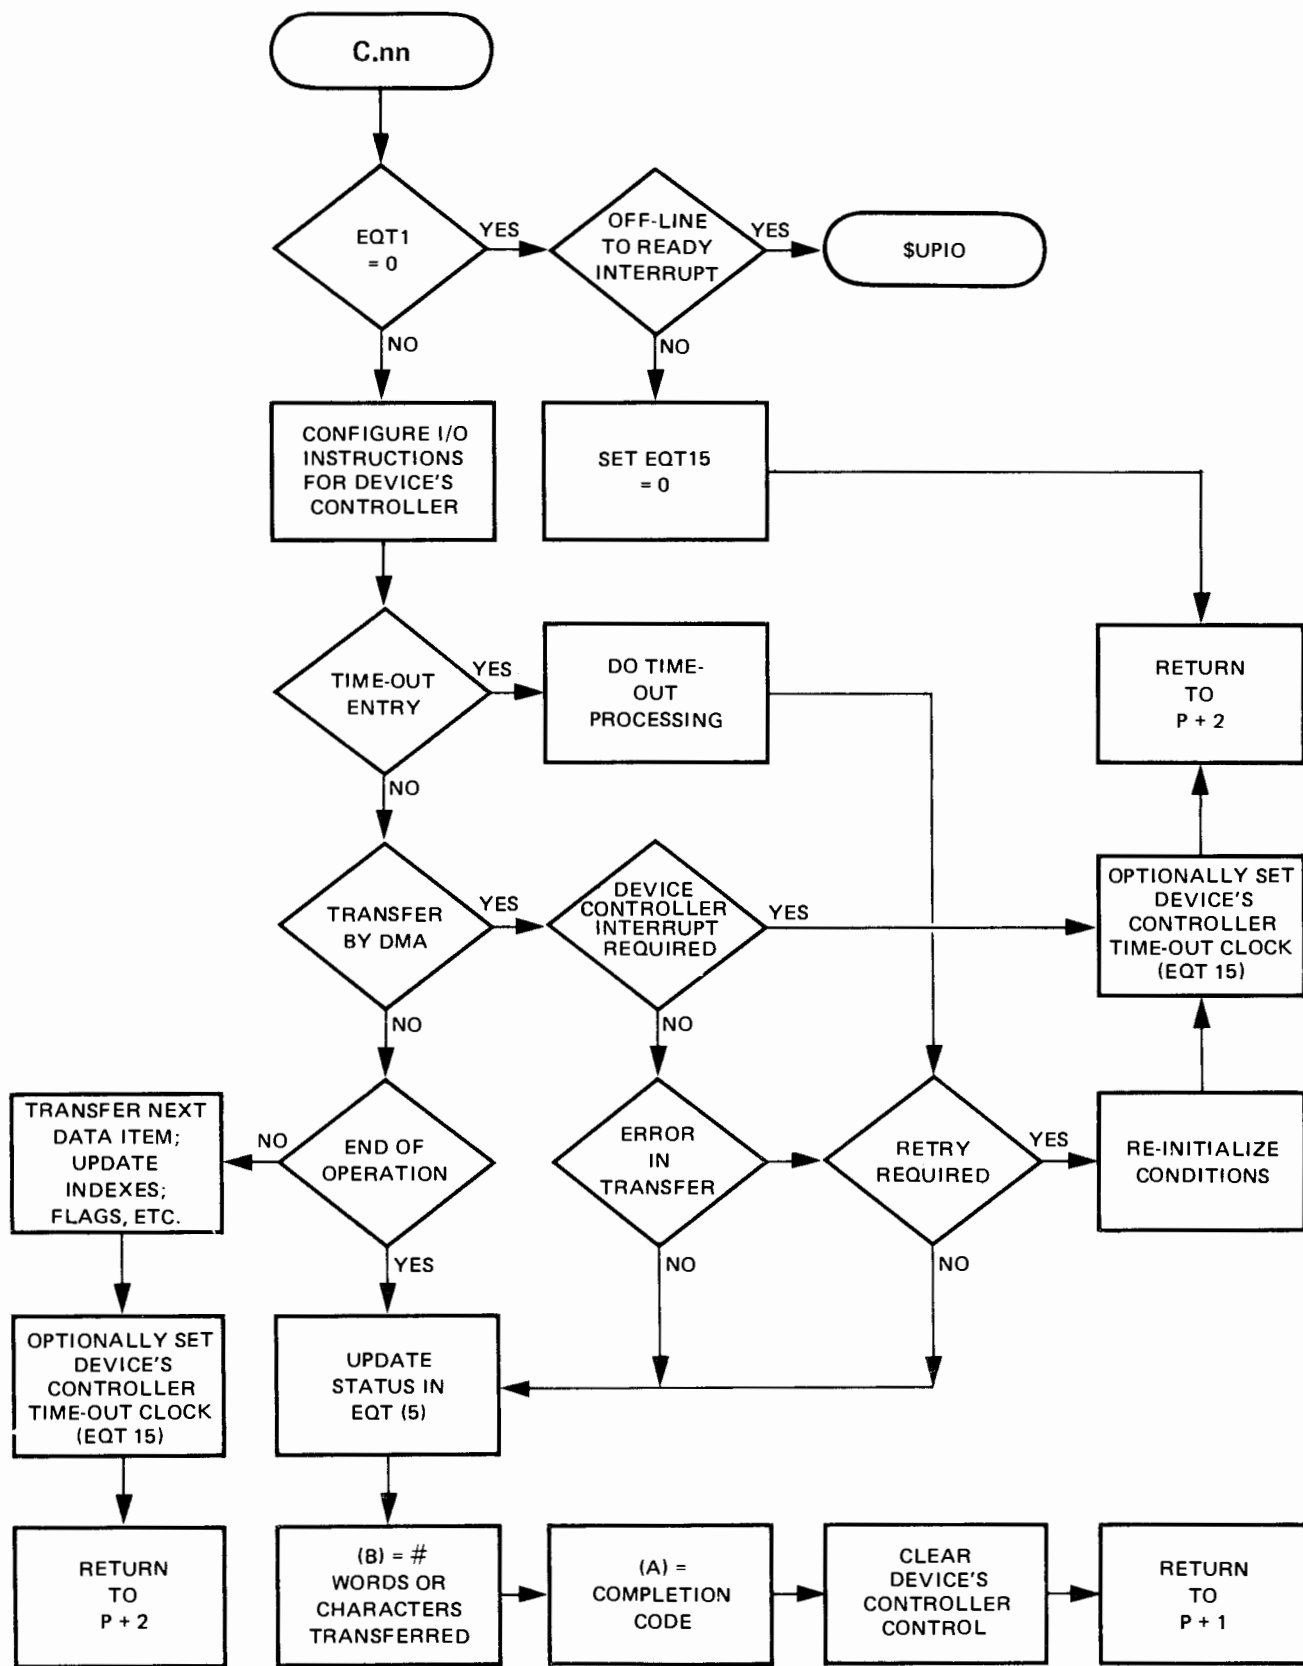 C.nn
EQT1
= 0
YES
OFF-LINE
TO READY
INTERRUPT
YES
$UPIO
NO
NO
CONFIGURE I/O
INSTRUCTIONS
FOR DEVICE'S
CONTROLLER
SET EQT15
= 0
TIME-OUT
ENTRY
YES
DO TIME-
OUT
PROCESSING
RETURN
TO
P + 2
NO
TRANSFER
BY DMA
YES
DEVICE
CONTROLLER
INTERRUPT
REQUIRED
YES
OPTIONALLY SET
DEVICE'S
CONTROLLER
TIME-OUT CLOCK
(EQT 15)
NO
NO
TRANSFER NEXT
DATA ITEM;
UPDATE
INDEXES;
FLAGS, ETC.
NO
END OF
OPERATION
ERROR
IN
TRANSFER
RETRY
REQUIRED
YES
RE-INITIALIZE
CONDITIONS
YES
NO
NO
OPTIONALLY SET
DEVICE'S
CONTROLLER
TIME-OUT CLOCK
(EQT 15)
UPDATE
STATUS IN
EQT (5)
RETURN
TO
P + 2
(B) = #
WORDS OR
CHARACTERS
TRANSFERRED
(A) =
COMPLETION
CODE
CLEAR
DEVICE'S
CONTROLLER
CONTROL
RETURN
TO
P + 1